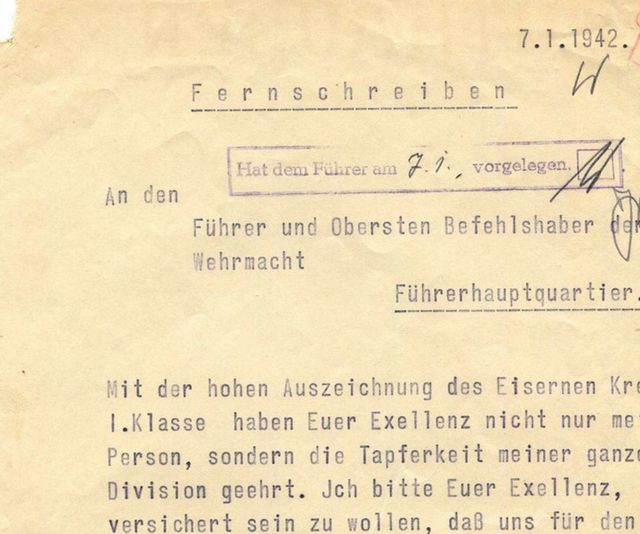 7.1.1942.
Fernschreiben
Hat dem Führer am 7.1., vorgelegen.
An den
Führer und Obersten Befehlshaber der
Wehrmacht
Führerhauptquartier.
Mit der hohen Auszeichnung des Eisernen Kre
I.Klasse haben Euer Exellenz nicht nur me
Person, sondern die Tapferkeit meiner ganze
Division geehrt. Jch bitte Euer Exellenz,
versichert sein zu wollen, daß uns für den